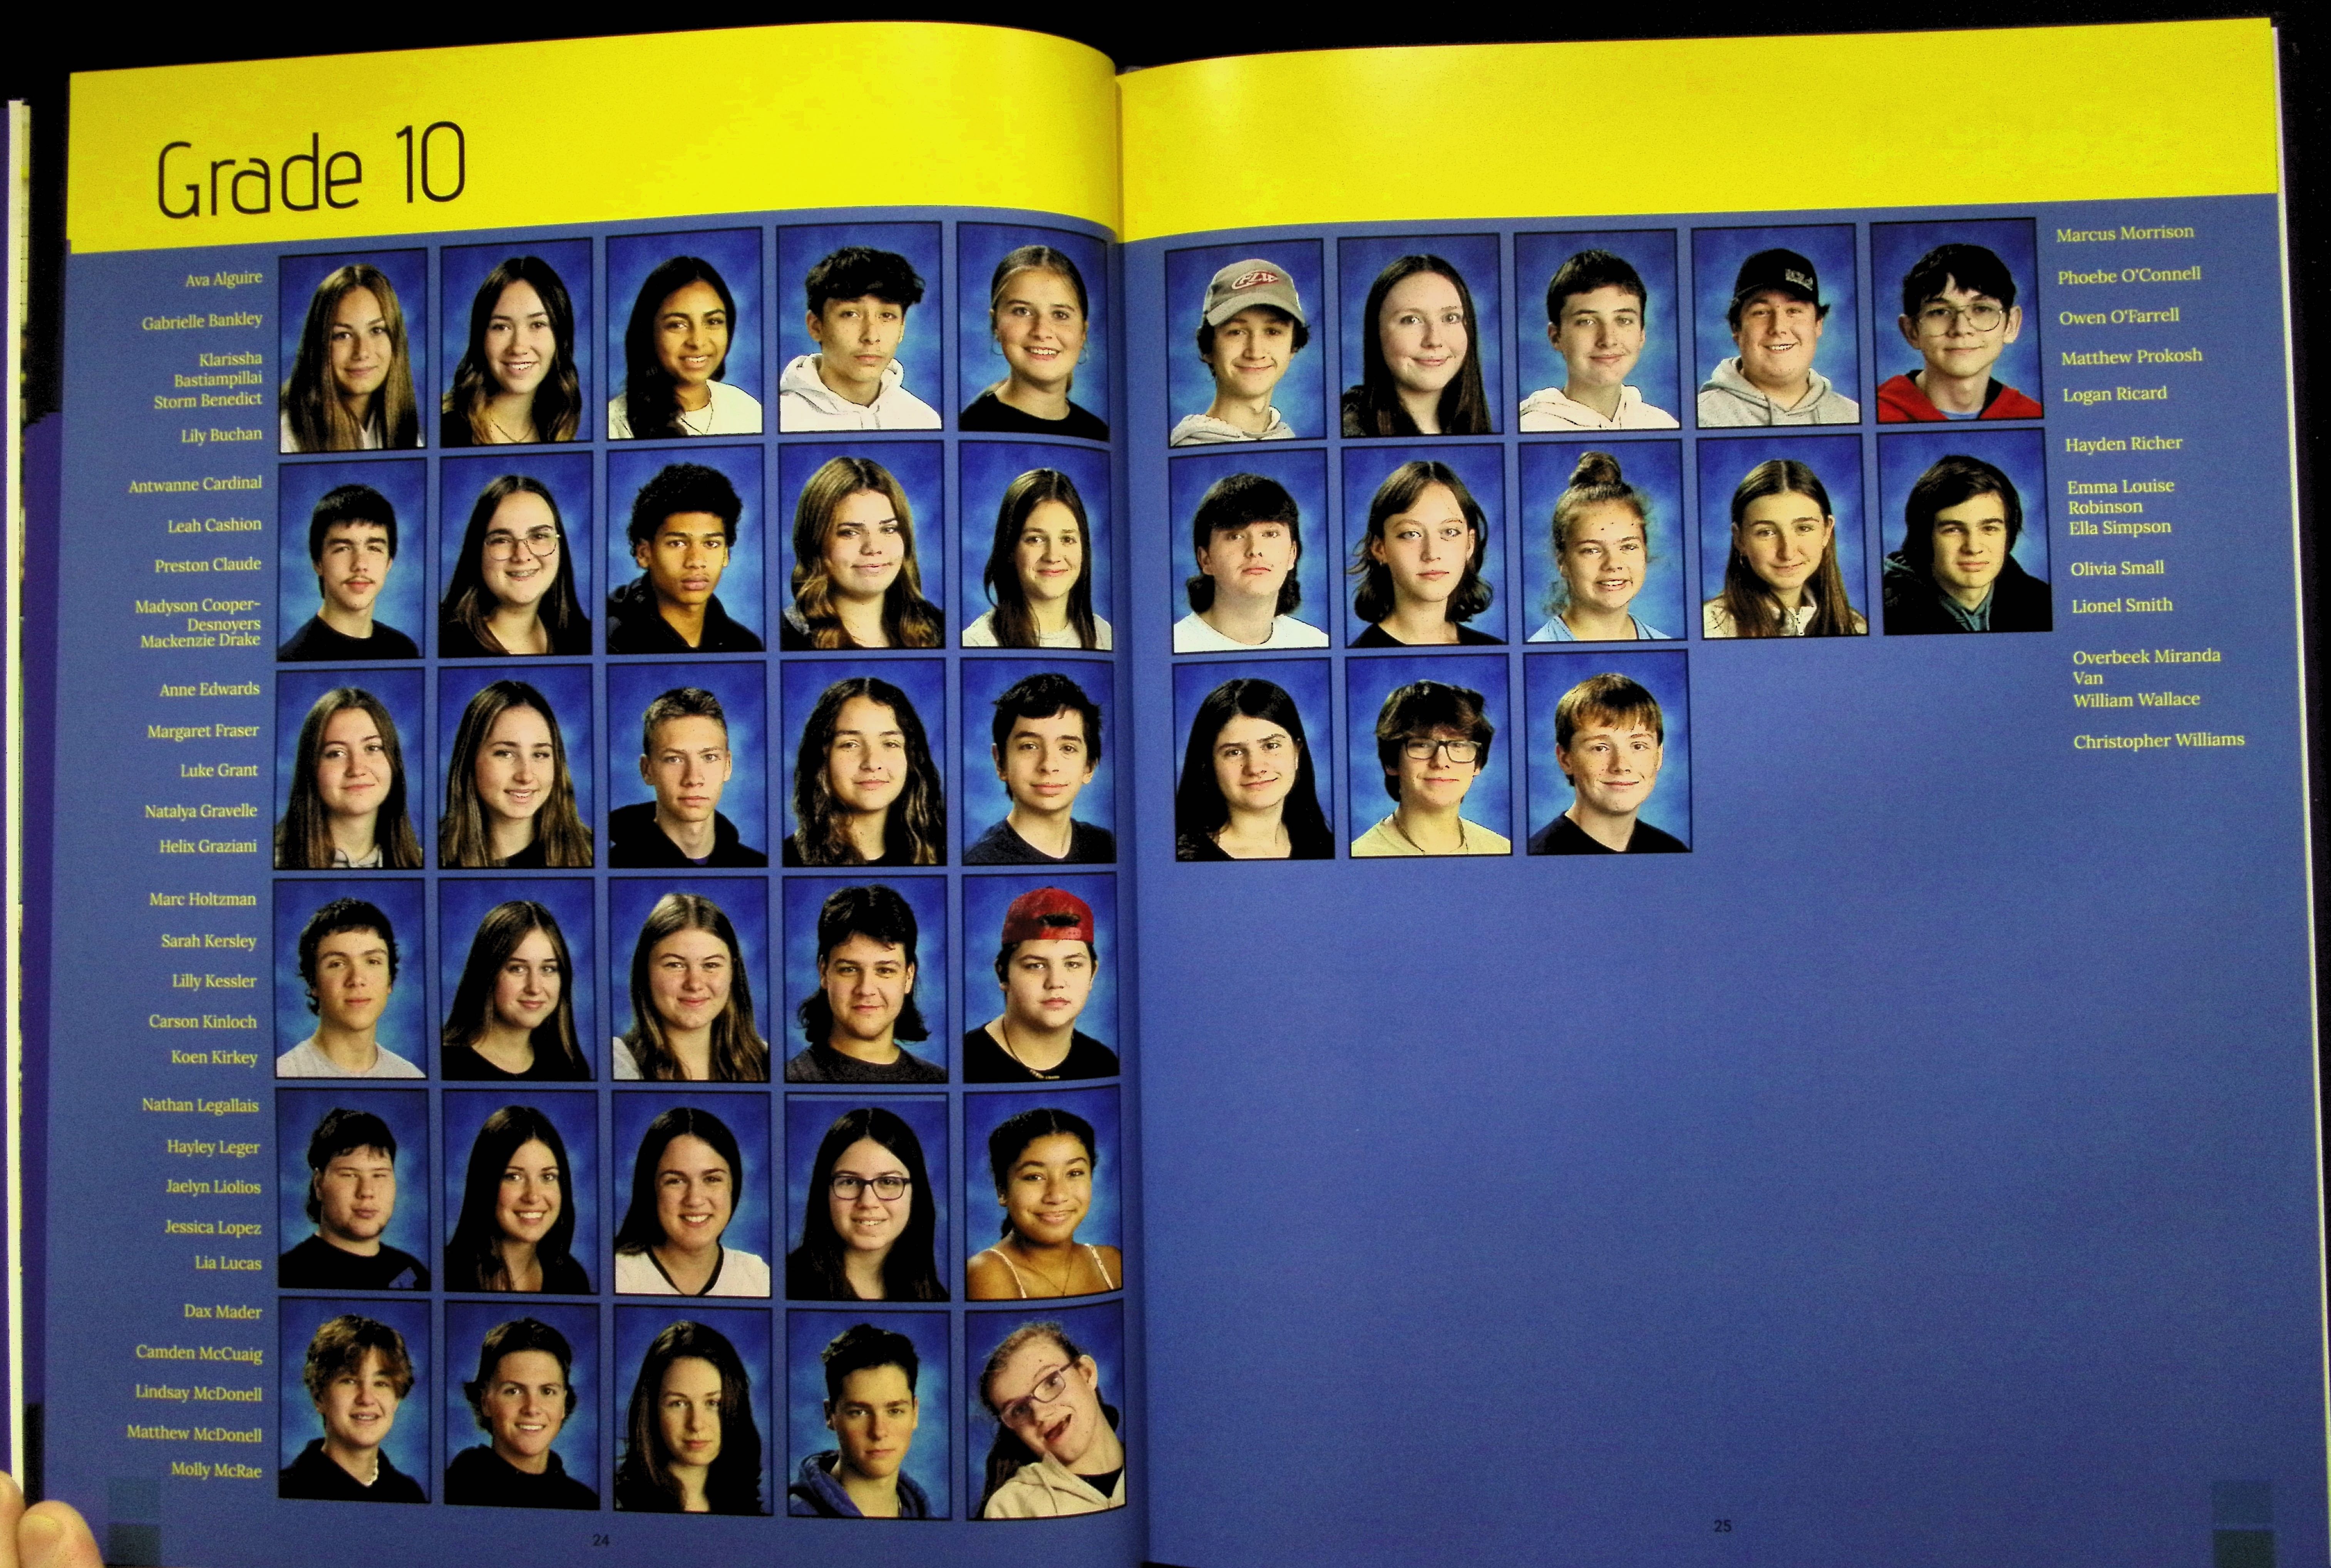 Grade 10
Ava Alguire
Gabrielle Bankley
Klarissha
Bastiampillai
Storm Benedict
Lily Buchan
Antwanne Cardinal
Leah Cashion
Preston Claude
Madyson Cooper-
Desnoyers
Mackenzie Drake
Anne Edwards
Margaret Fraser
Luke Grant
Natalya Gravelle
Helix Graziani
Marc Holtzman
Sarah Kersley
Lilly Kessler
Carson Kinloch
Koen Kirkey
Nathan Legallais
Hayley Leger
Jaelyn Liolios
Jessica Lopez
Lia Lucas
Dax Mader
Camden McCuaig
Lindsay McDonell
Matthew McDonell
Molly McRae
24
Marcus Morrison
Phoebe O'Connell
Owen O'Farrell
Matthew Prokosh
Logan Ricard
Hayden Richer
Emma Louise
Robinson
Ella Simpson
Olivia Small
Lionel Smith
Overbeek Miranda
Van
William Wallace
Christopher Williams
25